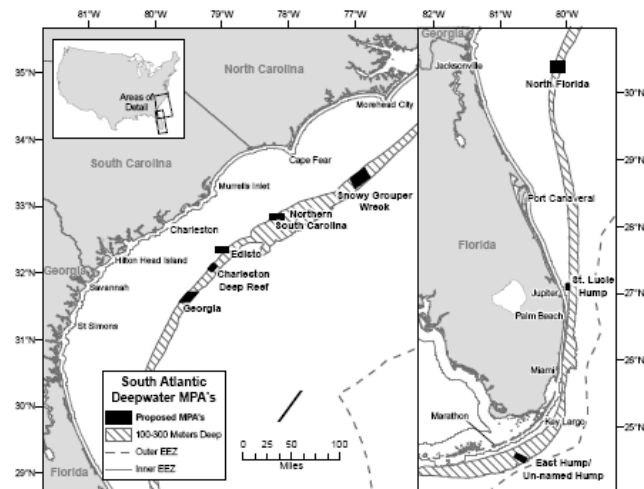 81°W
79°W
78°W
77°W
82°W
81°W
80°W
35°N
34°N
33°N
32°N
31°N
30°N
29°N
Areas of
Detail
North Carolina
Morehead City
South Carolina
Cape Fear
Murrells Inlet
Snowy Grouper
Wreck
Northern
South Carolina
Charleston
Edisto
Hilton Head Island
Charleston
Deep Reef
Georgia
Savannah
Georgia
St Simons
Florida
South Atlantic
Deepwater MPA's
Proposed MPA's
100-300 Meters Deep
Outer EEZ
Inner EEZ
0 25 50 100
Miles
Georgia
Jacksonville
North Florida
Port Canaveral
Florida
St. Lucie
Hump
Jupiter
Palm Beach
Miami
Marathon
Key Largo
East Hump/
Un-named Hump
30°N
29°N
28°N
27°N
26°N
25°N